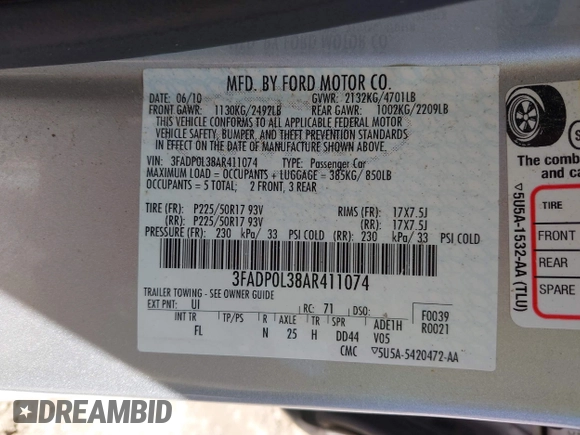 MFD. BY FORD MOTOR CO.
DATE: 06/10 GVWR: 2132KG/4701LB
FRONT GAWR: 1130KG/2492LB REAR GAWR: 1002KG/2209LB
THIS VEHICLE CONFORMS TO ALL APPLICABLE FEDERAL MOTOR
VEHICLE SAFETY, BUMPER, AND THEFT PREVENTION STANDARDS
IN EFFECT ON THE DATE OF MANUFACTURE SHOWN ABOVE.
VIN: 3FADP0L38AR411074 TYPE: Passenger Car
MAXIMUM LOAD = OCCUPANTS + LUGGAGE = 385KG/850LB
OCCUPANTS = 5 TOTAL; 2 FRONT, 3 REAR
TIRE (FR): P225/50R17 93V RIMS (FR): 17X7.5J
(RR): P225/50R17 93V (RR): 17X7.5J
PRESSURE (FR): 230 kPa/ 33 PSI COLD (RR): 230 kPa/ 33 PSI COLD
3FADP0L38AR411074
TRAILER TOWING - SEE OWNER GUIDE
EXT PNT: UI RC: 71 DSO: F0039
R0021
INT TR TP/PS R AXLE TR SPR ADE1H
FL N 25 H DD44 V05
CMC ▽5U5A-5420472-AA
The comb
and ca
TIRE
FRONT
REAR
SPARE
▽5U5A-1532-AA (TLU)
DREAMBID